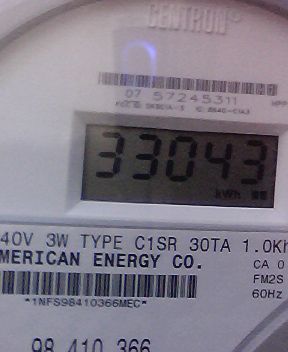 CENTRON®
07 57245311
33043
kWh
40V 3W TYPE C1SR 30TA 1.0Kh
MERICAN ENERGY CO.
CA 0
FM2S
*1NFS98410366MEC*
60Hz
98 410 366